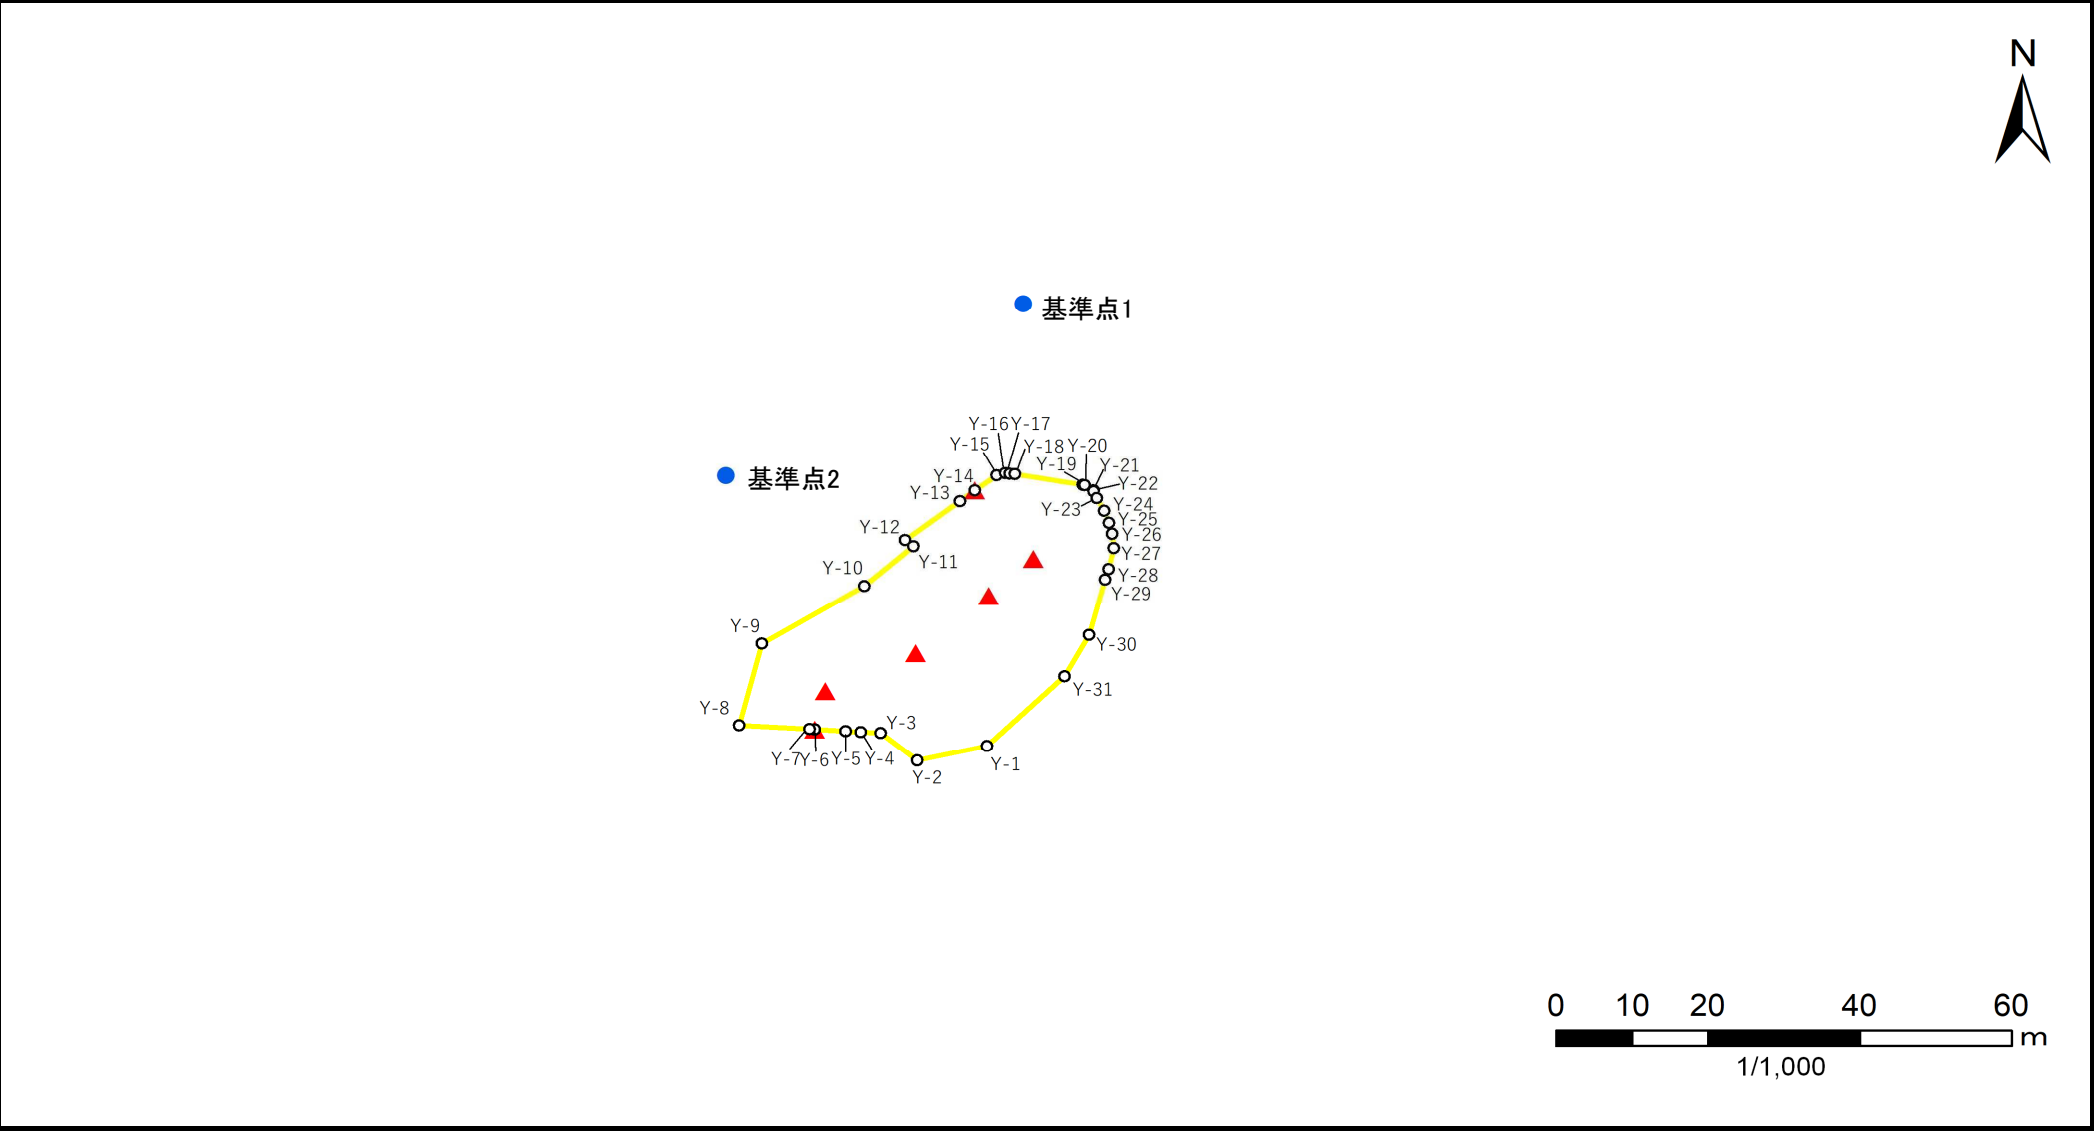 N
基準点1
Y-16 Y-17
Y-15
Y-18 Y-20
Y-19
Y-21
基準点2
Y-14
Y-22
Y-13
Y-23
Y-24
Y-25
Y-12
Y-26
Y-27
Y-11
Y-10
Y-28
Y-29
Y-9
Y-30
Y-31
Y-8
Y-3
Y-7 Y-6 Y-5 Y-4
Y-1
Y-2
0 10 20 40 60
m
1/1,000